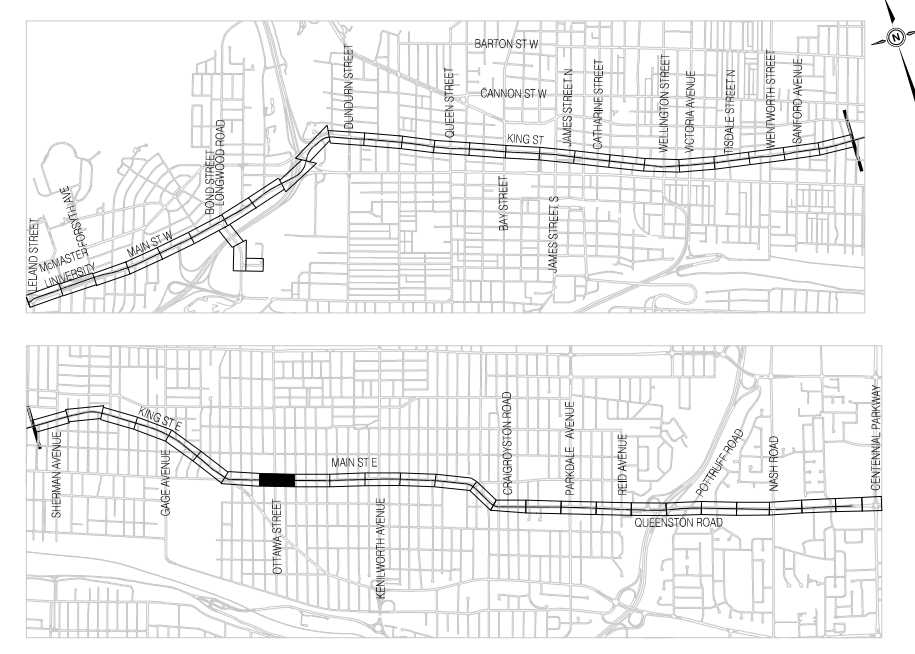 N
BARTON ST W
CANNON ST W
DUNDURN STREET
QUEEN STREET
JAMES STREET N
CATHARINE STREET
WELLINGTON STREET
VICTORIA AVENUE
TISDALE STREET N
WENTWORTH STREET
SANFORD AVENUE
KING ST
BOND STREET
LONGWOOD ROAD
BAY STREET
JAMES STREET S
LELAND STREET
FORSYTH AVE
McMASTER
UNIVERSITY
MAIN ST W
KING ST E
MAIN ST E
SHERMAN AVENUE
GAGE AVENUE
OTTAWA STREET
KENILWORTH AVENUE
CRAIGROYSTON ROAD
PARKDALE AVENUE
REID AVENUE
POTTRUFF ROAD
NASH ROAD
CENTENNIAL PARKWAY
QUEENSTON ROAD